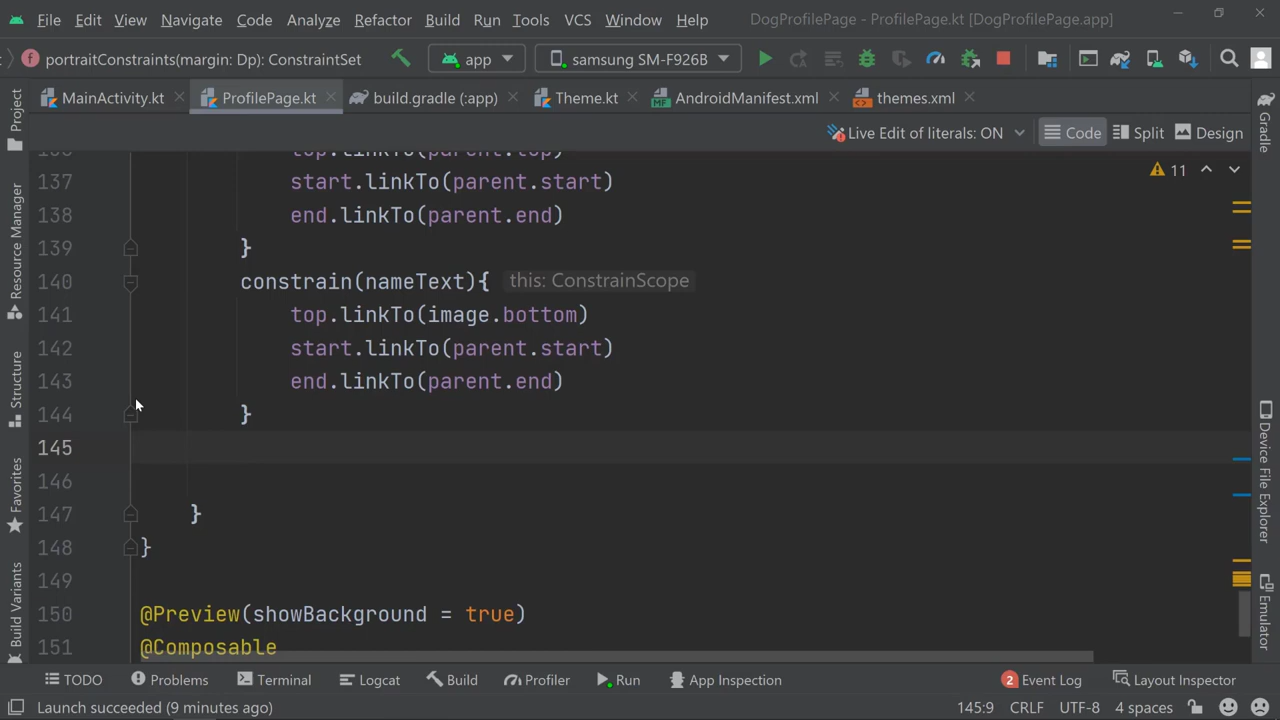 File Edit View Navigate Code Analyze Refactor Build Run Tools VCS Window Help DogProfilePage - ProfilePage.kt [DogProfilePage.app]
portraitConstraints(margin: Dp): ConstraintSet app samsung SM-F926B
MainActivity.kt ProfilePage.kt build.gradle (:app) Theme.kt AndroidManifest.xml themes.xml
Live Edit of literals: ON Code Split Design
136 top.linkTo(parent.top)
137 start.linkTo(parent.start)
138 end.linkTo(parent.end)
139 }
140 constrain(nameText){ this: ConstrainScope
141 top.linkTo(image.bottom)
142 start.linkTo(parent.start)
143 end.linkTo(parent.end)
144 }
145
146
147 }
148 }
149
150 @Preview(showBackground = true)
151 @Composable
11
Project
Resource Manager
Structure
Favorites
Build Variants
Gradle
Device File Explorer
Emulator
TODO Problems Terminal Logcat Build Profiler Run App Inspection 2 Event Log Layout Inspector
Launch succeeded (9 minutes ago) 145:9 CRLF UTF-8 4 spaces